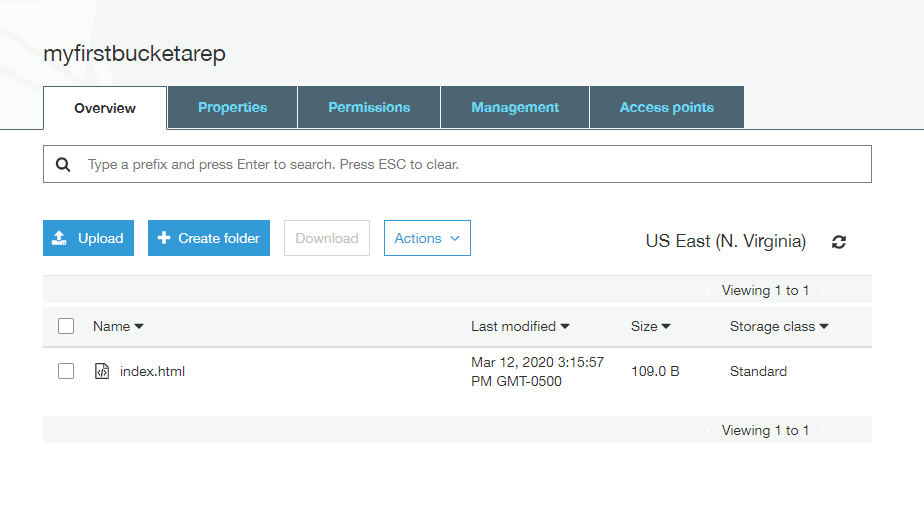 myfirstbucketarep
Overview Properties Permissions Management Access points
Type a prefix and press Enter to search. Press ESC to clear.
Upload Create folder Download Actions US East (N. Virginia)
Viewing 1 to 1
Name Last modified Size Storage class
index.html Mar 12, 2020 3:15:57 PM GMT-0500 109.0 B Standard
Viewing 1 to 1